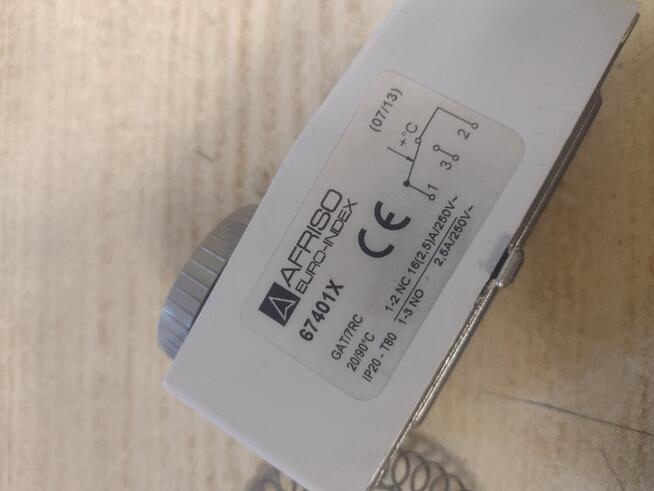 AFRISO
EURO-INDEX
67401X
GAT/7RC
20/90°C
IP20 - T80
1-2 NC 16(2,5)A/250V~
1-3 NO 2,5A/250V~
CE
(07/13)
+°C
1
3
2